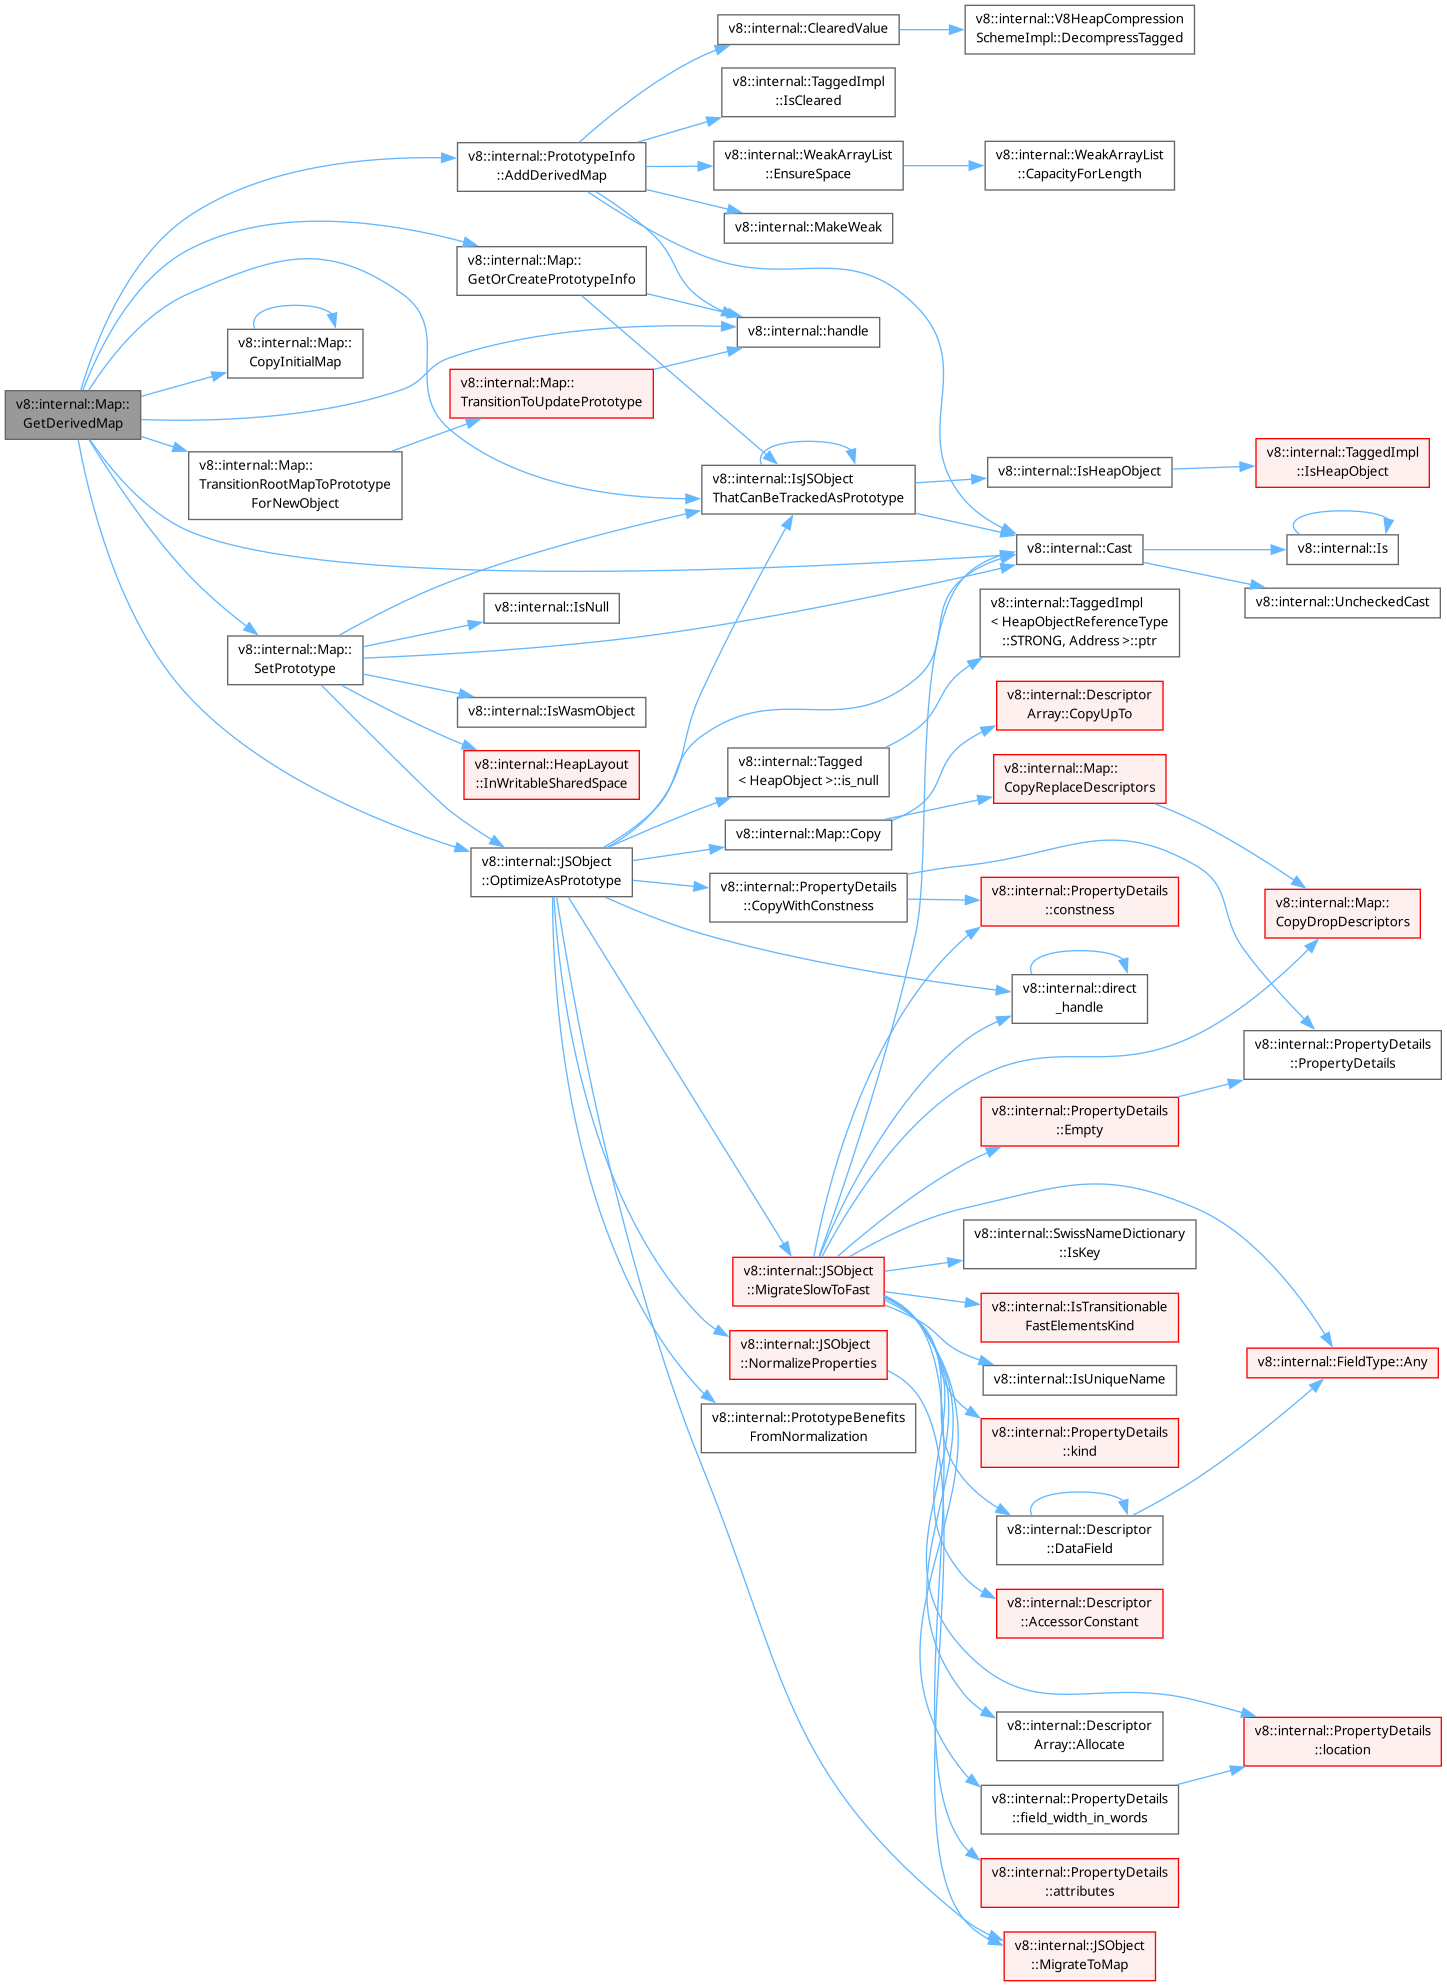 v8::internal::Map::
GetDerivedMap
v8::internal::PrototypeInfo
::AddDerivedMap
v8::internal::Map::
GetOrCreatePrototypeInfo
v8::internal::Map::
CopyInitialMap
v8::internal::Map::
TransitionToUpdatePrototype
v8::internal::Map::
TransitionRootMapToPrototype
ForNewObject
v8::internal::Map::
SetPrototype
v8::internal::IsNull
v8::internal::IsWasmObject
v8::internal::HeapLayout
::InWritableSharedSpace
v8::internal::JSObject
::OptimizeAsPrototype
v8::internal::ClearedValue
v8::internal::V8HeapCompression
SchemeImpl::DecompressTagged
v8::internal::TaggedImpl
::IsCleared
v8::internal::WeakArrayList
::EnsureSpace
v8::internal::WeakArrayList
::CapacityForLength
v8::internal::MakeWeak
v8::internal::handle
v8::internal::IsJSObject
ThatCanBeTrackedAsPrototype
v8::internal::IsHeapObject
v8::internal::TaggedImpl
::IsHeapObject
v8::internal::Cast
v8::internal::Is
v8::internal::UncheckedCast
v8::internal::TaggedImpl
< HeapObjectReferenceType
::STRONG, Address >::ptr
v8::internal::Descriptor
Array::CopyUpTo
v8::internal::Tagged
< HeapObject >::is_null
v8::internal::Map::
CopyReplaceDescriptors
v8::internal::Map::Copy
v8::internal::PropertyDetails
::CopyWithConstness
v8::internal::PropertyDetails
::constness
v8::internal::Map::
CopyDropDescriptors
v8::internal::direct
_handle
v8::internal::PropertyDetails
::PropertyDetails
v8::internal::PropertyDetails
::Empty
v8::internal::JSObject
::MigrateSlowToFast
v8::internal::SwissNameDictionary
::IsKey
v8::internal::IsTransitionable
FastElementsKind
v8::internal::JSObject
::NormalizeProperties
v8::internal::IsUniqueName
v8::internal::FieldType::Any
v8::internal::PrototypeBenefits
FromNormalization
v8::internal::PropertyDetails
::kind
v8::internal::Descriptor
::DataField
v8::internal::Descriptor
::AccessorConstant
v8::internal::Descriptor
Array::Allocate
v8::internal::PropertyDetails
::location
v8::internal::PropertyDetails
::field_width_in_words
v8::internal::PropertyDetails
::attributes
v8::internal::JSObject
::MigrateToMap